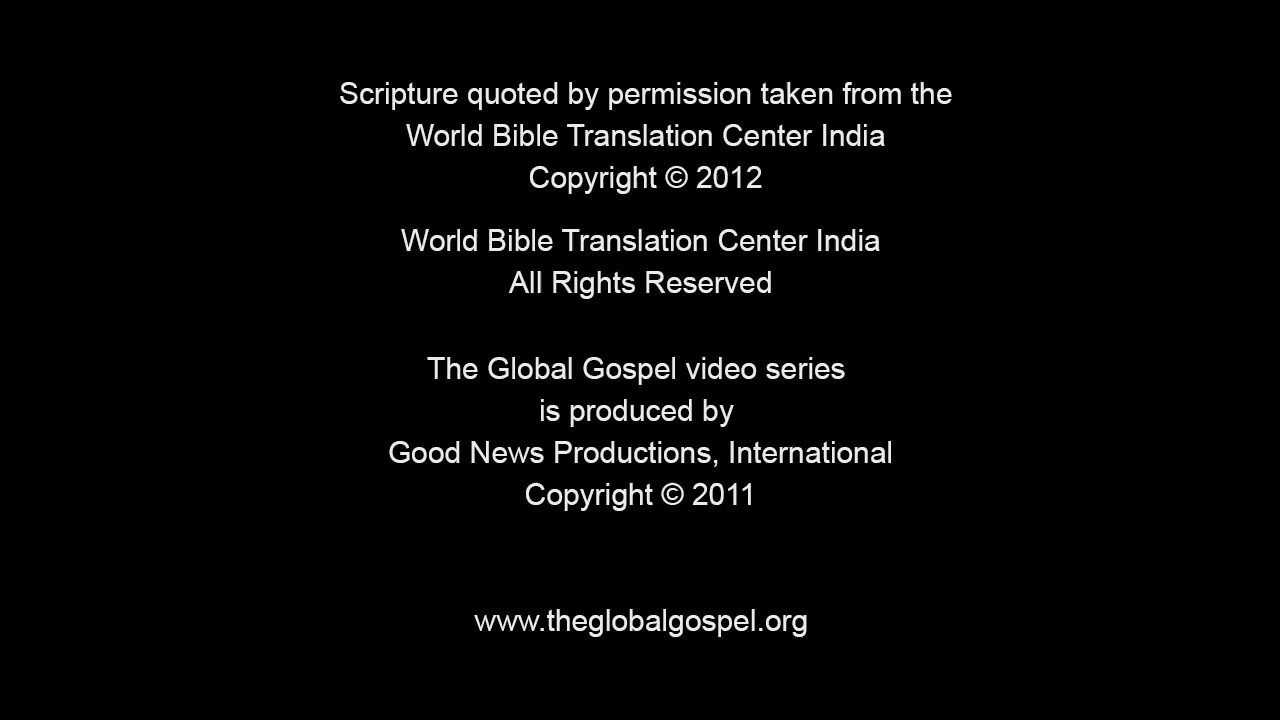 Scripture quoted by permission taken from the
World Bible Translation Center India
Copyright © 2012
World Bible Translation Center India
All Rights Reserved
The Global Gospel video series
is produced by
Good News Productions, International
Copyright © 2011
www.theglobalgospel.org